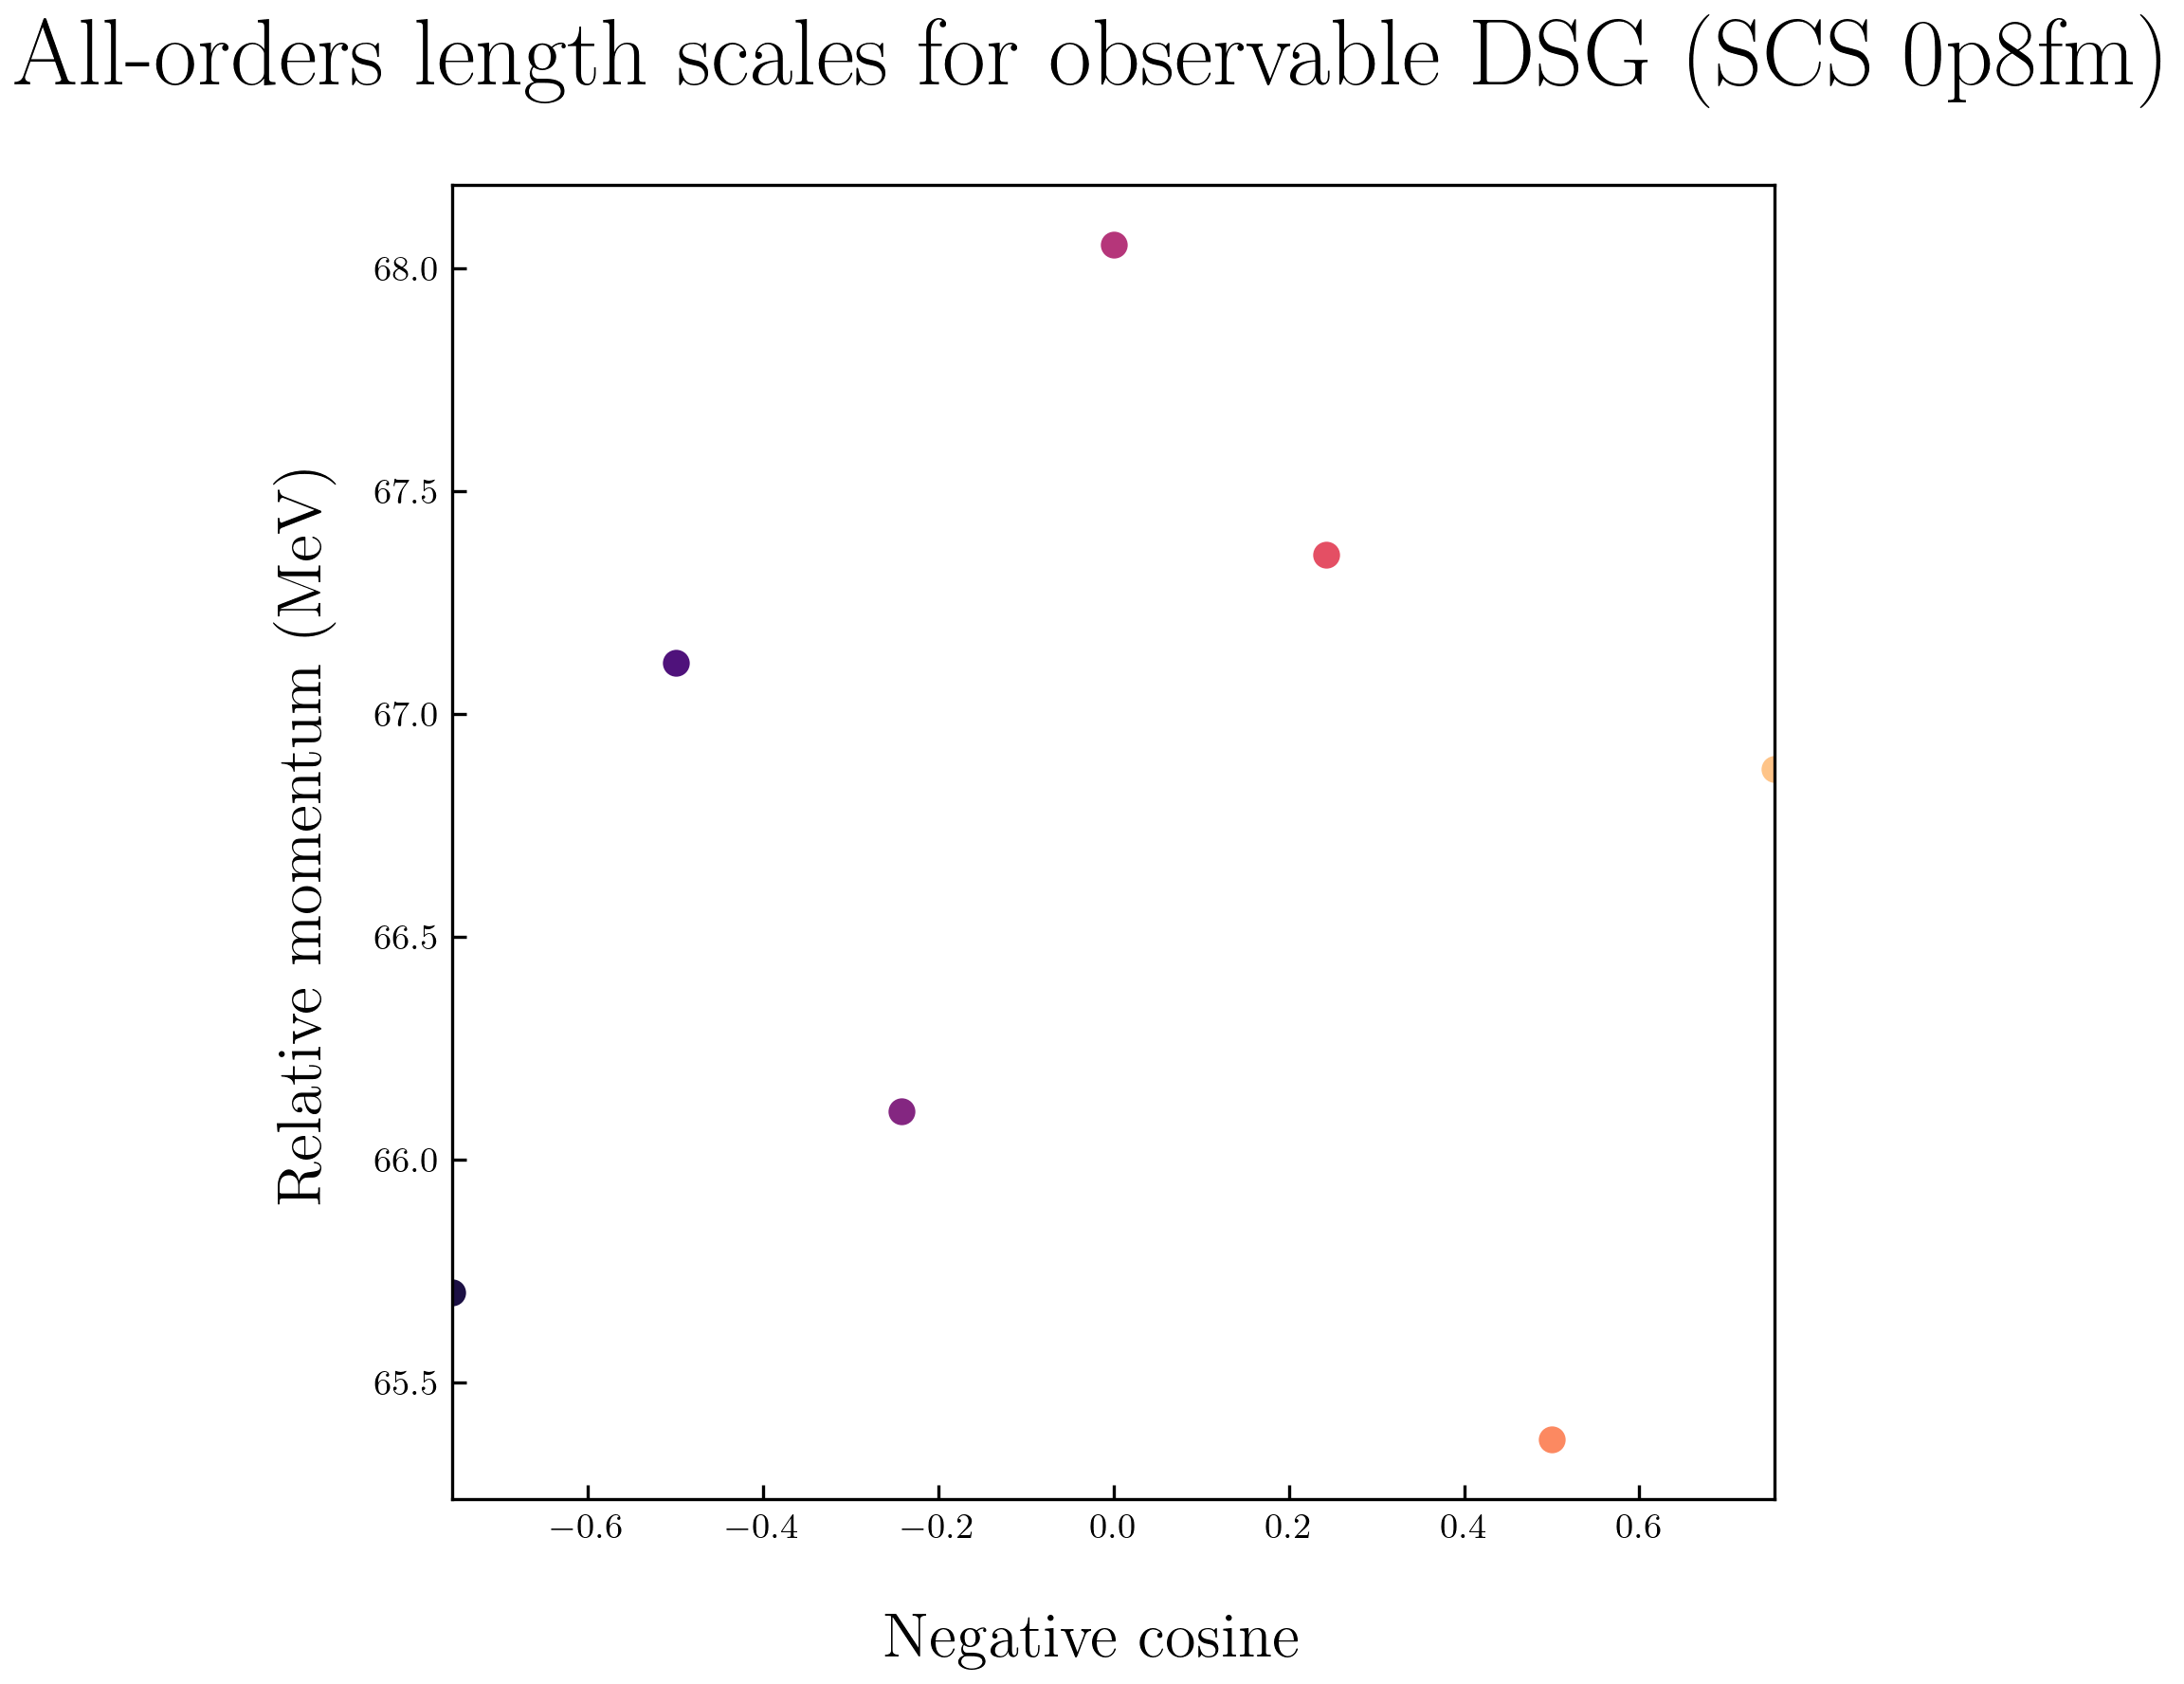 All-orders length scales for observable DSG (SCS 0p8fm)
68.0
67.5
67.0
66.5
66.0
65.5
Relative momentum (MeV)
−0.6 −0.4 −0.2 0.0 0.2 0.4 0.6
Negative cosine